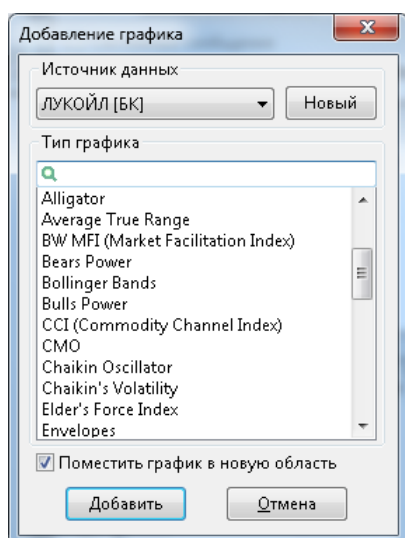 Добавление графика
Источник данных
ЛУКОЙЛ [БК]
Новый
Тип графика
Alligator
Average True Range
BW MFI (Market Facilitation Index)
Bears Power
Bollinger Bands
Bulls Power
CCI (Commodity Channel Index)
CMO
Chaikin Oscillator
Chaikin's Volatility
Elder's Force Index
Envelopes
Поместить график в новую область
Добавить
Отмена